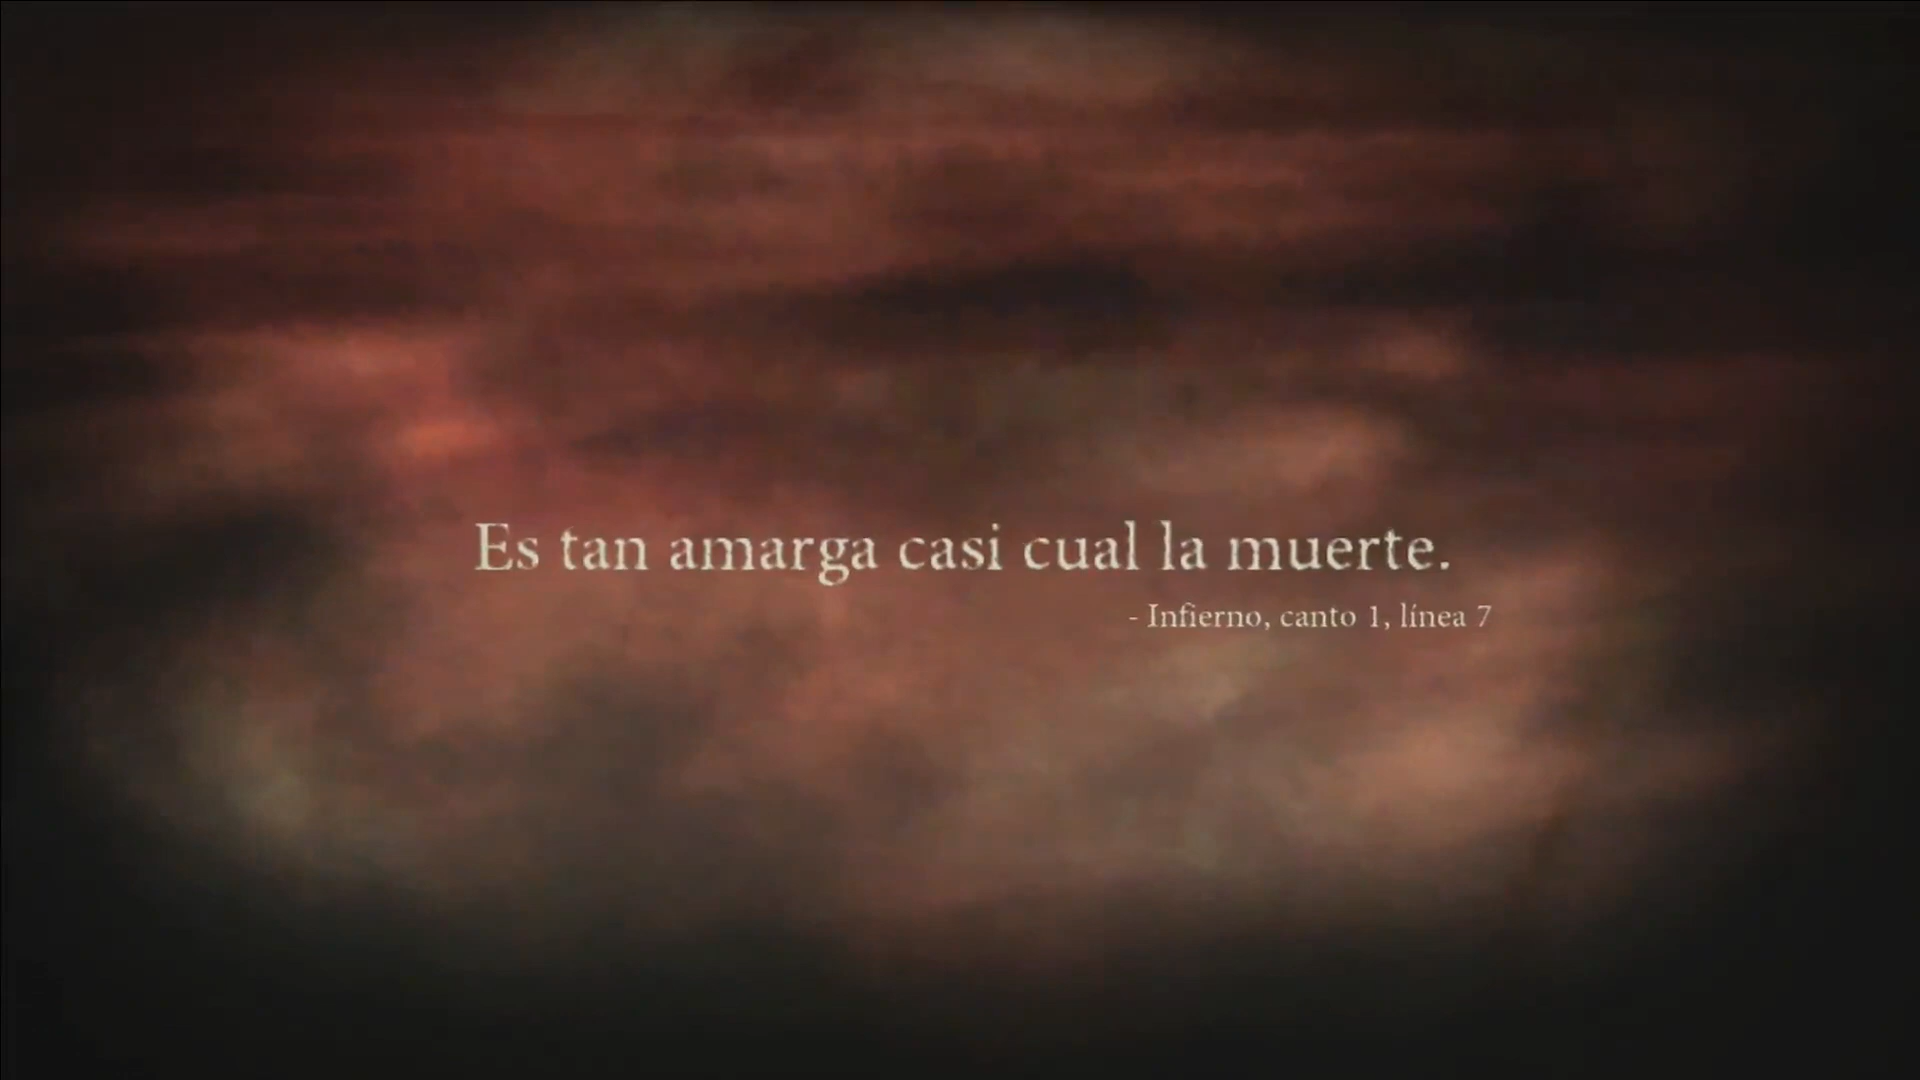 Es tan amarga casi cual la muerte.
- Infierno, canto 1, línea 7